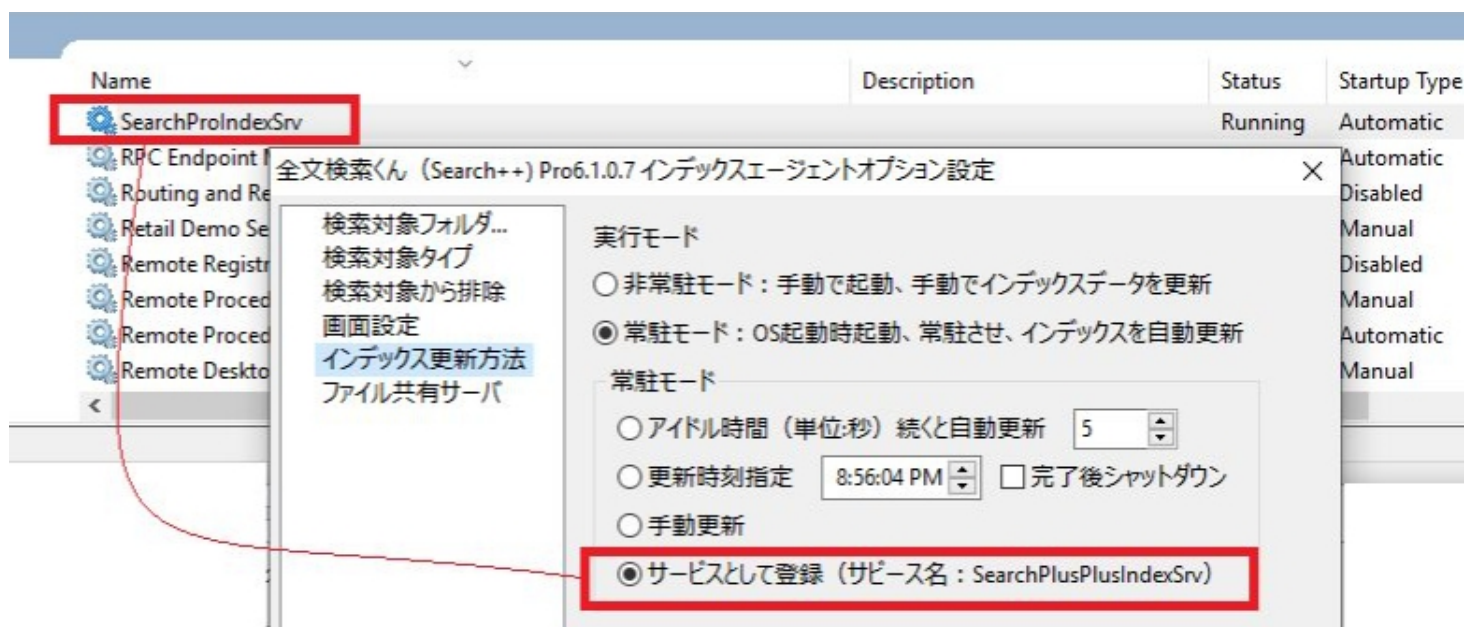 Name Description Status Startup Type
SearchProIndexSrv Running Automatic
RPC Endpoint Automatic
Routing and Disabled
Retail Demo Manual
Remote Disabled
Remote Manual
Remote Automatic
Remote Manual
全文検索くん（Search++) Pro6.1.0.7 インデックスエージェントオプション設定
検索対象フォルダ...
検索対象タイプ
検索対象から排除
画面設定
インデックス更新方法
ファイル共有サーバ
実行モード
非常駐モード：手動で起動、手動でインデックスデータを更新
常駐モード：OS起動時起動、常駐させ、インデックスを自動更新
常駐モード
アイドル時間（単位:秒）続くと自動更新 5
更新時刻指定 8:56:04 PM 完了後シャットダウン
手動更新
サービスとして登録（サビース名：SearchPlusPlusIndexSrv）